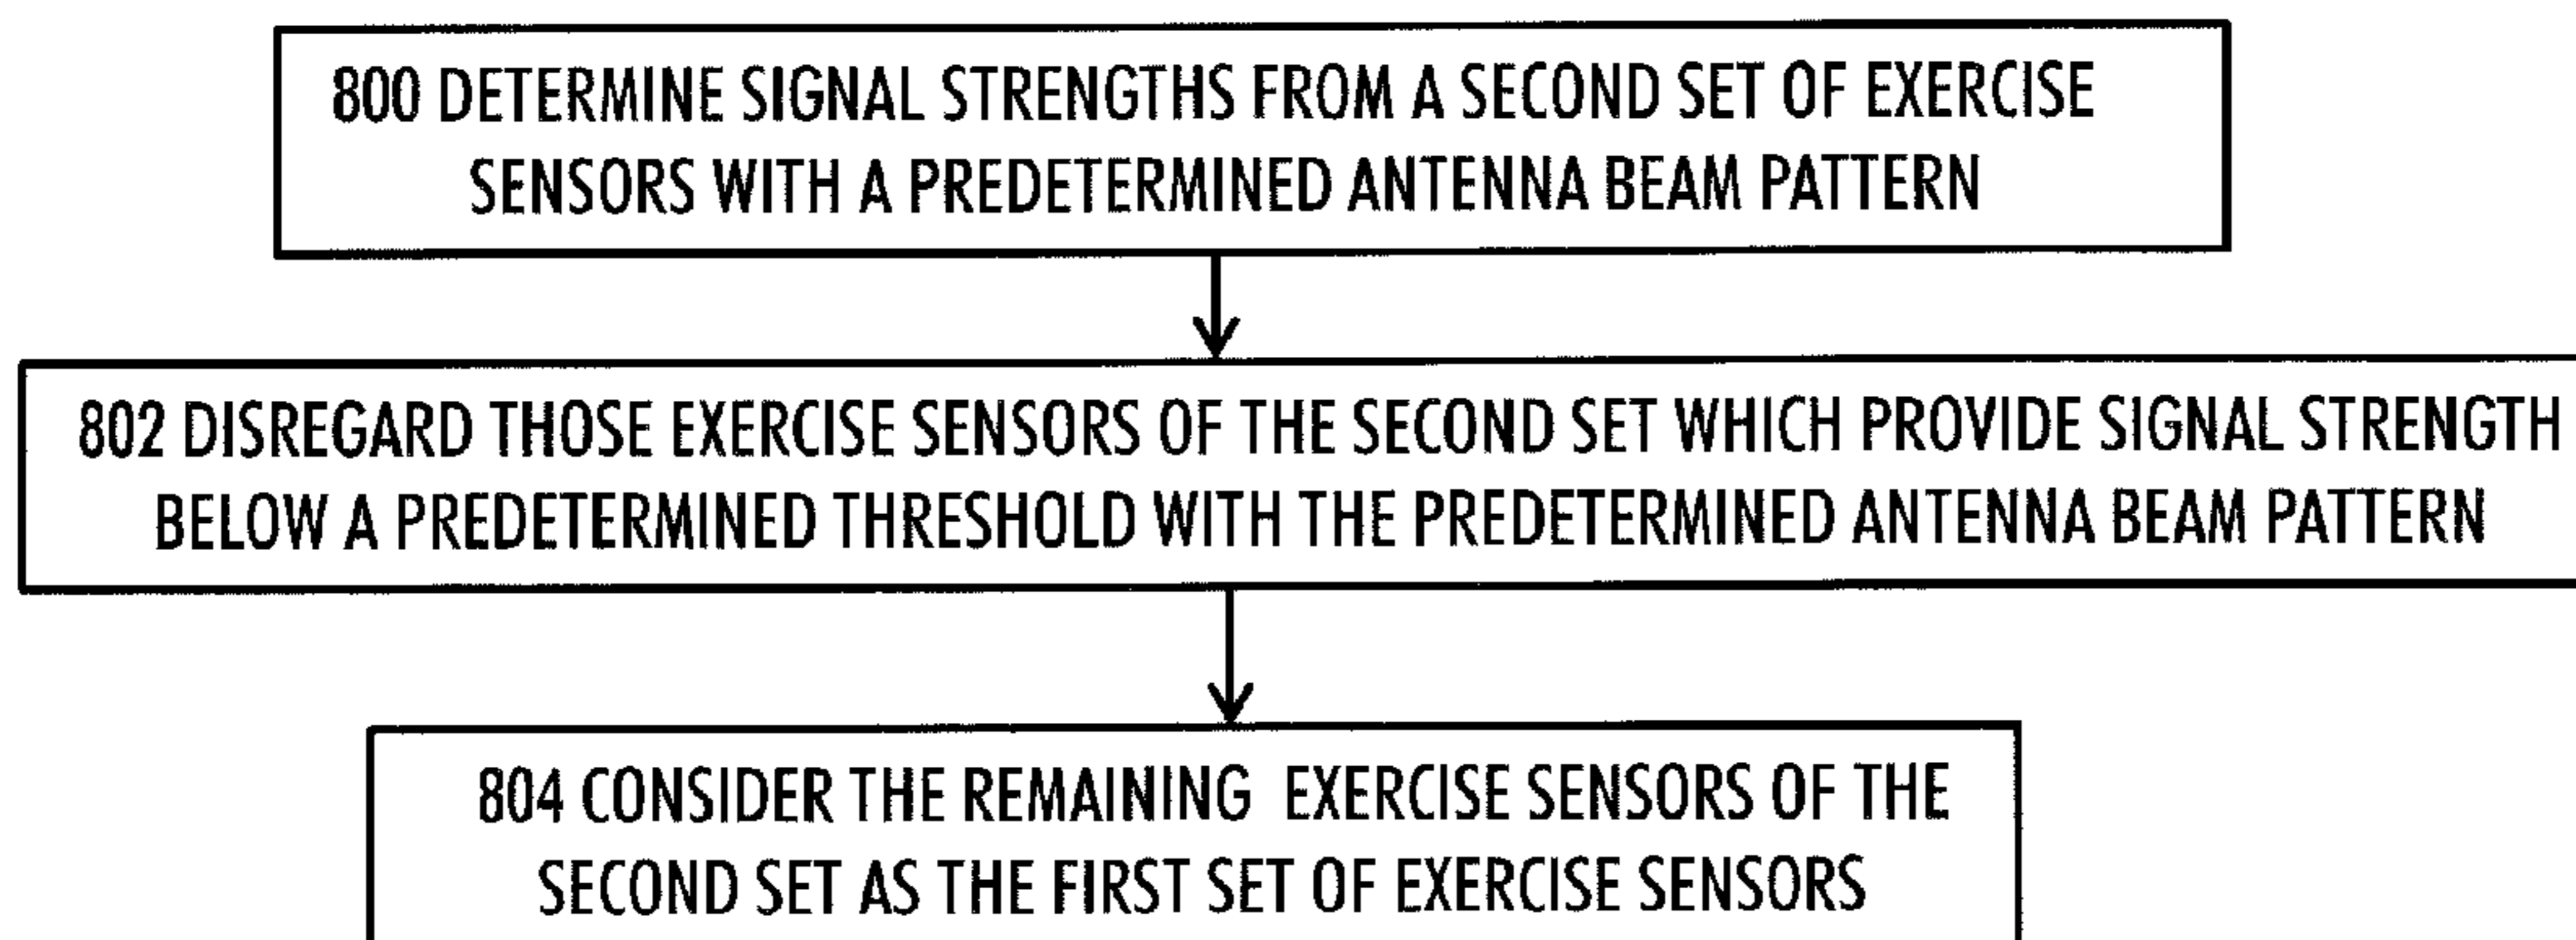 800 DETERMINE SIGNAL STRENGTHS FROM A SECOND SET OF EXERCISE
SENSORS WITH A PREDETERMINED ANTENNA BEAM PATTERN
802 DISREGARD THOSE EXERCISE SENSORS OF THE SECOND SET WHICH PROVIDE SIGNAL STRENGTH
BELOW A PREDETERMINED THRESHOLD WITH THE PREDETERMINED ANTENNA BEAM PATTERN
804 CONSIDER THE REMAINING EXERCISE SENSORS OF THE
SECOND SET AS THE FIRST SET OF EXERCISE SENSORS